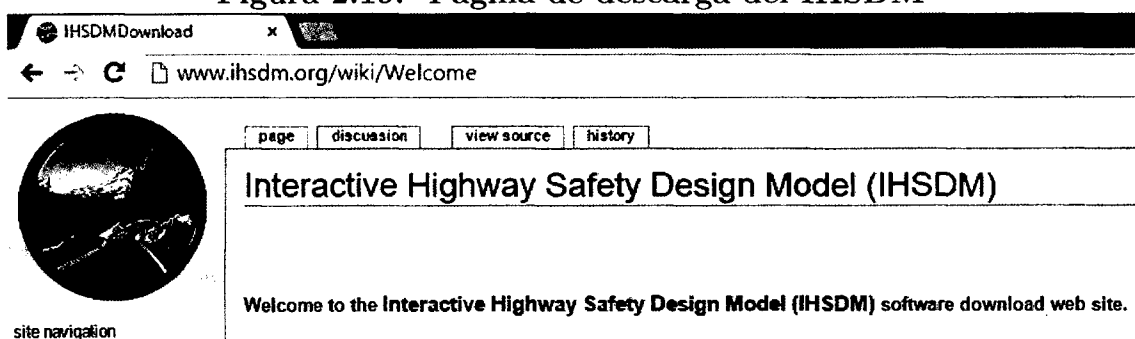 Figura 2.15: Página de descarga del IHSDM
IHSDMDownload ×
www.ihsdm.org/wiki/Welcome
page discussion view source history
Interactive Highway Safety Design Model (IHSDM)
Welcome to the Interactive Highway Safety Design Model (IHSDM) software download web site.
site navigation